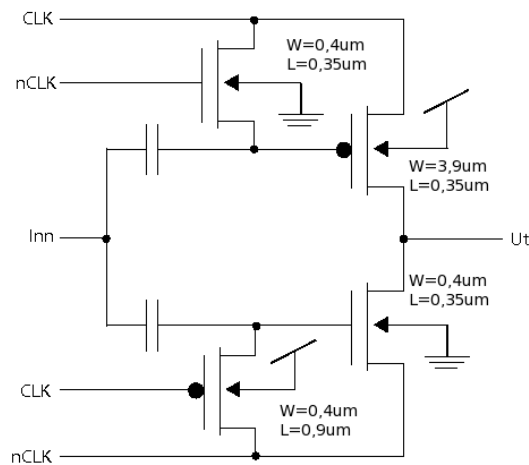 CLK
W=0,4um
L=0,35um
nCLK
W=3,9um
L=0,35um
Inn
Ut
W=0,4um
L=0,35um
CLK
W=0,4um
L=0,9um
nCLK